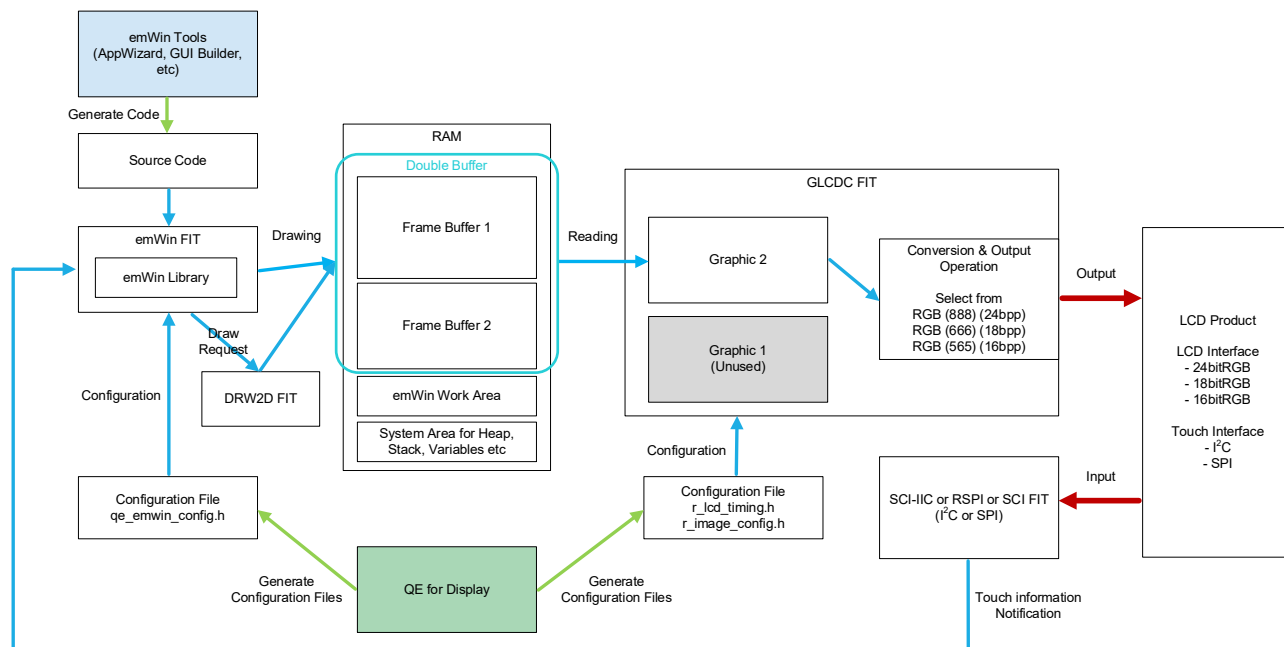 emWin Tools
(AppWizard, GUI Builder,
etc)
Generate Code
Source Code
emWin FIT
emWin Library
Drawing
Draw
Request
DRW2D FIT
Configuration
Configuration File
qe_emwin_config.h
RAM
Double Buffer
Frame Buffer 1
Frame Buffer 2
emWin Work Area
System Area for Heap,
Stack, Variables etc
Reading
GLCDC FIT
Graphic 2
Graphic 1
(Unused)
Conversion & Output
Operation
Select from
RGB (888) (24bpp)
RGB (666) (18bpp)
RGB (565) (16bpp)
Output
LCD Product
LCD Interface
- 24bitRGB
- 18bitRGB
- 16bitRGB
Touch Interface
- I²C
- SPI
Configuration
Configuration File
r_lcd_timing.h
r_image_config.h
SCI-IIC or RSPI or SCI FIT
(I²C or SPI)
Input
Generate
Configuration Files
QE for Display
Generate
Configuration Files
Touch information
Notification